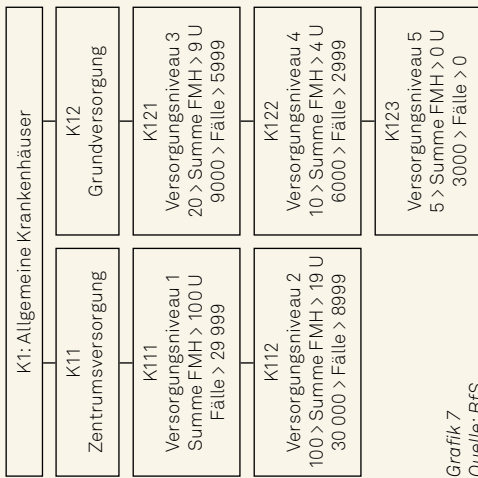 K1: Allgemeine Krankenhäuser
K11
Zentrumsversorgung
K111
Versorgungsniveau 1
Summe FMH > 100 U
Fälle > 29 999
K112
Versorgungsniveau 2
100 > Summe FMH > 19 U
30 000 > Fälle > 8999
K12
Grundversorgung
K121
Versorgungsniveau 3
20 > Summe FMH > 9 U
9000 > Fälle > 5999
K122
Versorgungsniveau 4
10 > Summe FMH > 4 U
6000 > Fälle > 2999
K123
Versorgungsniveau 5
5 > Summe FMH > 0 U
3000 > Fälle > 0
Grafik 7
Quelle: BfS